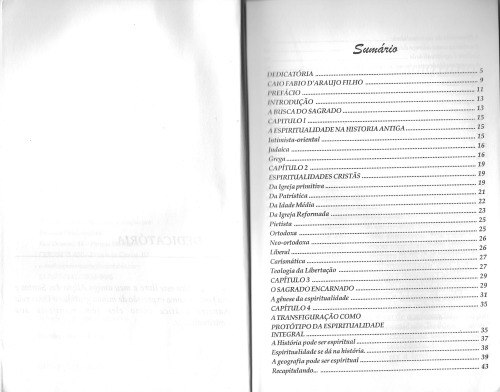 DEDICATÓRIA
Sumário
DEDICATÓRIA 5
CAIO FABIO D'ARAUJO FILHO 9
PREFÁCIO 11
INTRODUÇÃO 13
A BUSCA DO SAGRADO 13
CAPITULO 1 15
A ESPIRITUALIDADE NA HISTORIA ANTIGA 15
Intimista-oriental 15
Judaica 16
Grega 16
CAPÍTULO 2 19
ESPIRITUALIDADES CRISTÃS 19
Da Igreja primitiva 19
Da Patrística 21
Da Idade Média 22
Da Igreja Reformada 23
Pietista 25
Ortodoxa 25
Neo-ortodoxa 26
Liberal 26
Carismática 27
Teologia da Libertação 27
CAPÍTULO 3 29
O SAGRADO ENCARNADO 29
A gênese da espiritualidade 31
CAPÍTULO 4 35
A TRANSFIGURAÇÃO COMO
PROTÓTIPO DA ESPIRITUALIDADE
INTEGRAL 35
A História pode ser espiritual 37
Espiritualidade se dá na história. 38
A geografia pode ser espiritual 39
Recapitulando... 43